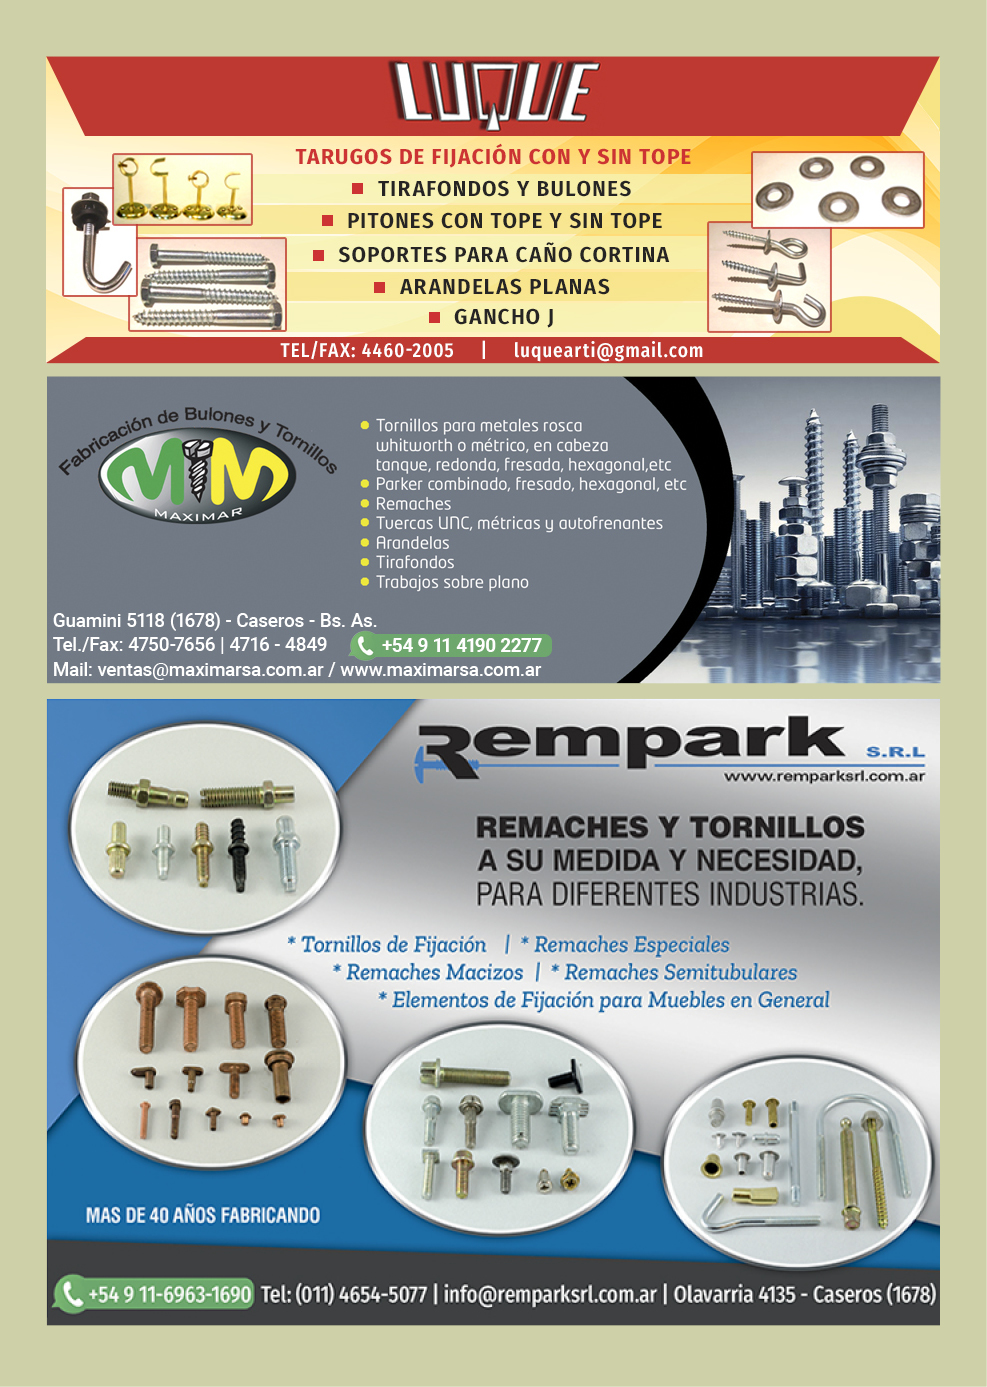 LUQUE
TARUGOS DE FIJACIÓN CON Y SIN TOPE
TIRAFONDOS Y BULONES
PITONES CON TOPE Y SIN TOPE
SOPORTES PARA CAÑO CORTINA
ARANDELAS PLANAS
GANCHO J
TEL/FAX: 4460-2005 | luquearti@gmail.com
Fabricación de Bulones y Tornillos
MM
MAXIMAR
Tornillos para metales rosca
whitworth o métrico, en cabeza
tanque, redonda, fresada, hexagonal,etc
Parker combinado, fresado, hexagonal, etc
Remaches
Tuercas UNC, métricas y autofrenantes
Arandelas
Tirafondos
Trabajos sobre plano
Guamini 5118 (1678) - Caseros - Bs. As.
Tel./Fax: 4750-7656 | 4716 - 4849 +54 9 11 4190 2277
Mail: ventas@maximarsa.com.ar / www.maximarsa.com.ar
Rempark S.R.L
www.remparksrl.com.ar
REMACHES Y TORNILLOS
A SU MEDIDA Y NECESIDAD,
PARA DIFERENTES INDUSTRIAS.
* Tornillos de Fijación | * Remaches Especiales
* Remaches Macizos | * Remaches Semitubulares
* Elementos de Fijación para Muebles en General
MAS DE 40 AÑOS FABRICANDO
+54 9 11-6963-1690 Tel: (011) 4654-5077 | info@remparksrl.com.ar | Olavarria 4135 - Caseros (1678)